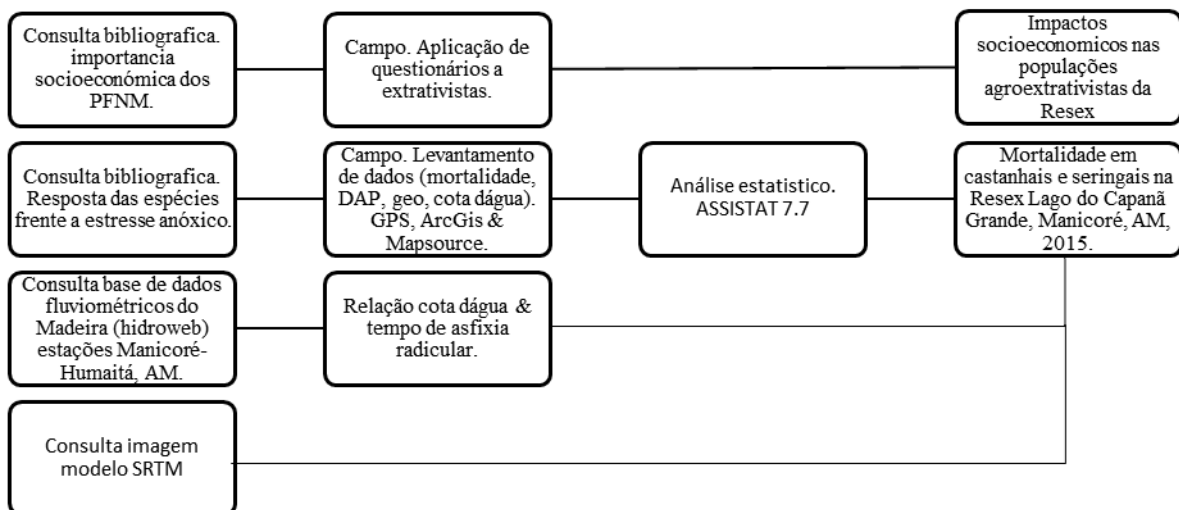 Consulta bibliografica.
importancia
socioeconómica dos
PFNM.
Campo. Aplicação de
questionários a
extrativistas.
Impactos
socioeconomicos nas
populações
agroextrativistas da
Resex
Consulta bibliografica.
Resposta das espécies
frente a estresse anóxico.
Campo. Levantamento
de dados (mortalidade,
DAP, geo, cota dágua).
GPS, ArcGis &
Mapsource.
Análise estatistico.
ASSISTAT 7.7
Mortalidade em
castanhais e seringais na
Resex Lago do Capanã
Grande, Manicoré, AM,
2015.
Consulta base de dados
fluviométricos do
Madeira (hidroweb)
estações Manicoré-
Humaitá, AM.
Relação cota dágua &
tempo de asfixia
radicular.
Consulta imagem
modelo SRTM